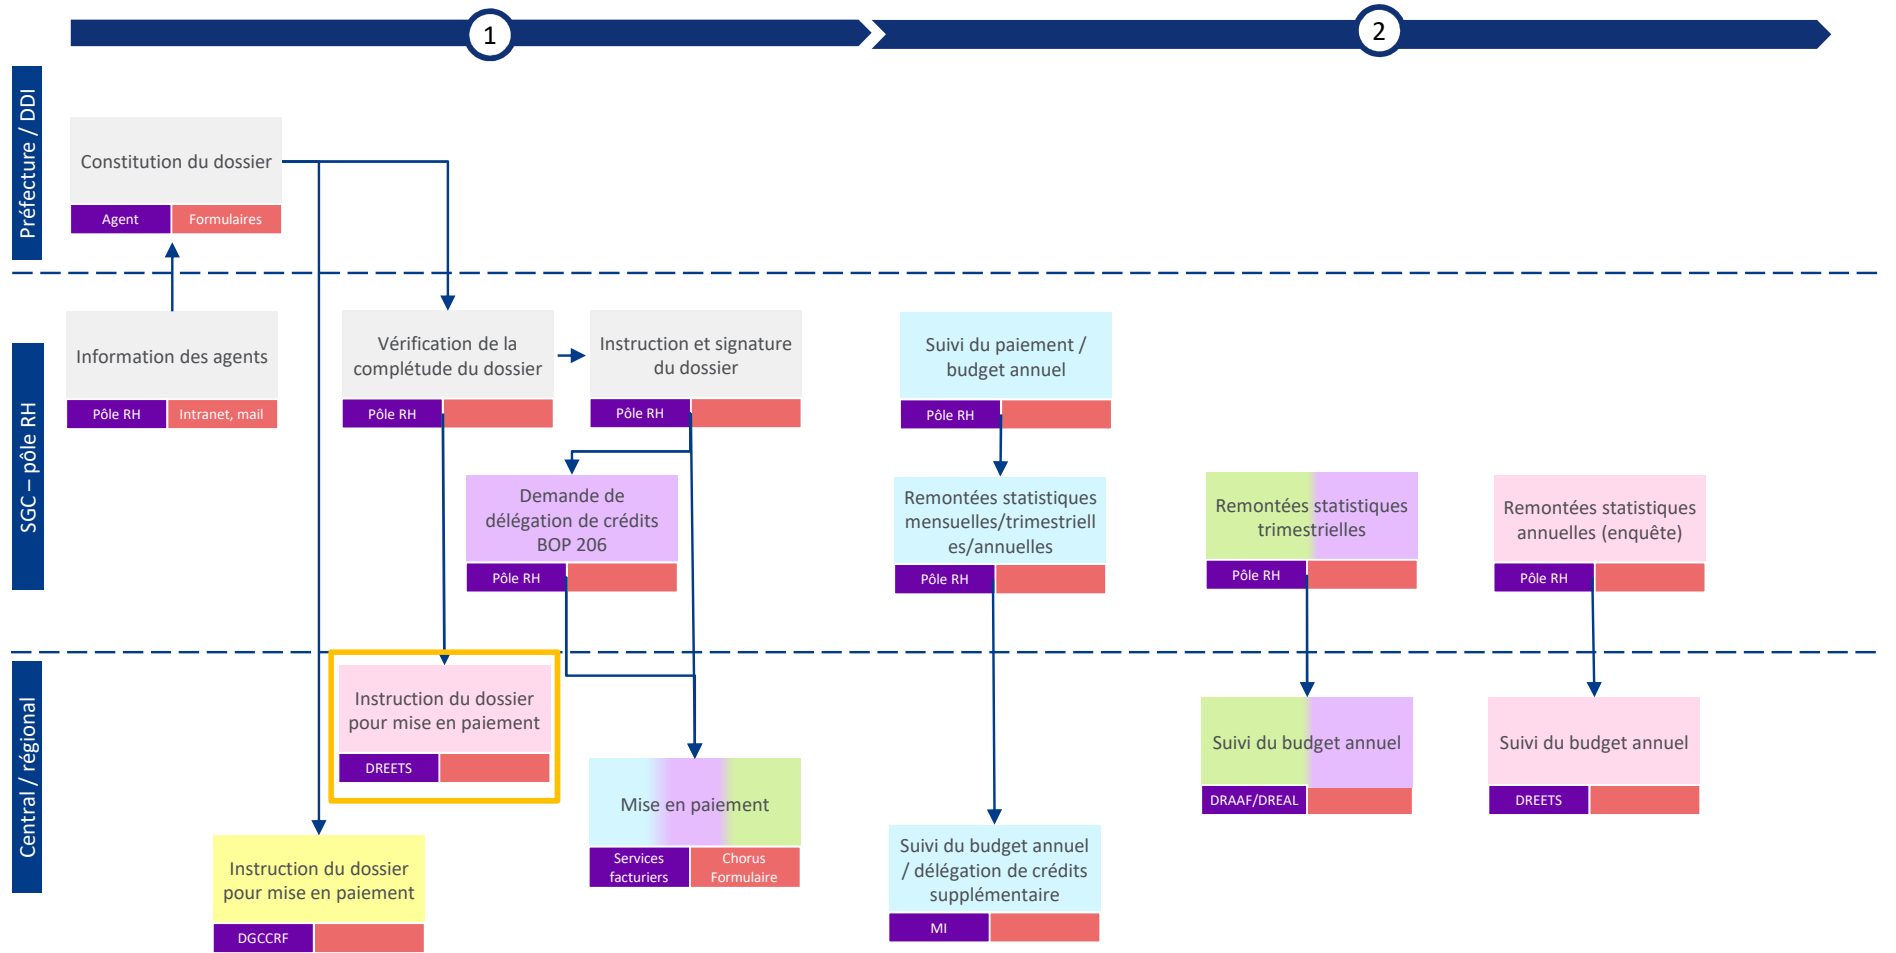 1
2
Préfecture / DDI
Constitution du dossier
Agent
Formulaires
SGC – pôle RH
Information des agents
Pôle RH
Intranet, mail
Vérification de la
complétude du dossier
Pôle RH
Instruction et signature
du dossier
Pôle RH
Suivi du paiement /
budget annuel
Pôle RH
Demande de
délégation de crédits
BOP 206
Pôle RH
Remontées statistiques
mensuelles/trimestriell
es/annuelles
Pôle RH
Remontées statistiques
trimestrielles
Pôle RH
Remontées statistiques
annuelles (enquête)
Pôle RH
Central / régional
Instruction du dossier
pour mise en paiement
DREETS
Mise en paiement
Services
facturiers
Chorus
Formulaire
Suivi du budget annuel
DRAAF/DREAL
Suivi du budget annuel
DREETS
Instruction du dossier
pour mise en paiement
DGCCRF
Suivi du budget annuel
/ délégation de crédits
supplémentaire
MI